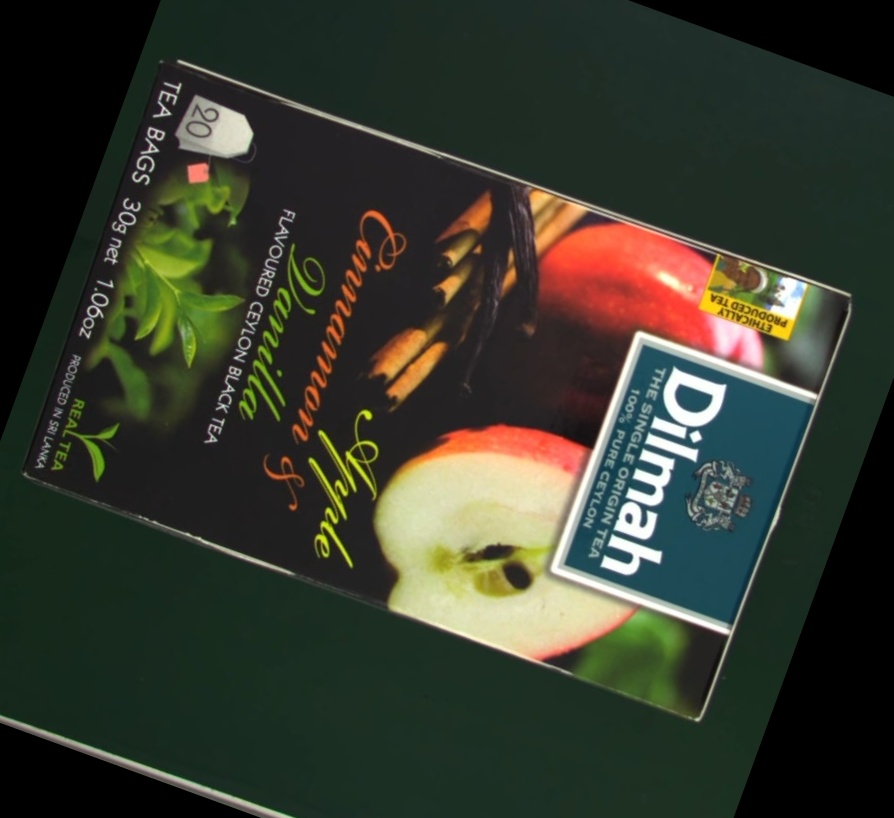 ETHICALLY
PRODUCED TEA
Dilmah
THE SINGLE ORIGIN TEA
100% PURE CEYLON
Apple
Cinnamon &
Vanilla
FLAVOURED CEYLON BLACK TEA
20
TEA BAGS 30g net 1.06oz
REAL TEA
PRODUCED IN SRI LANKA